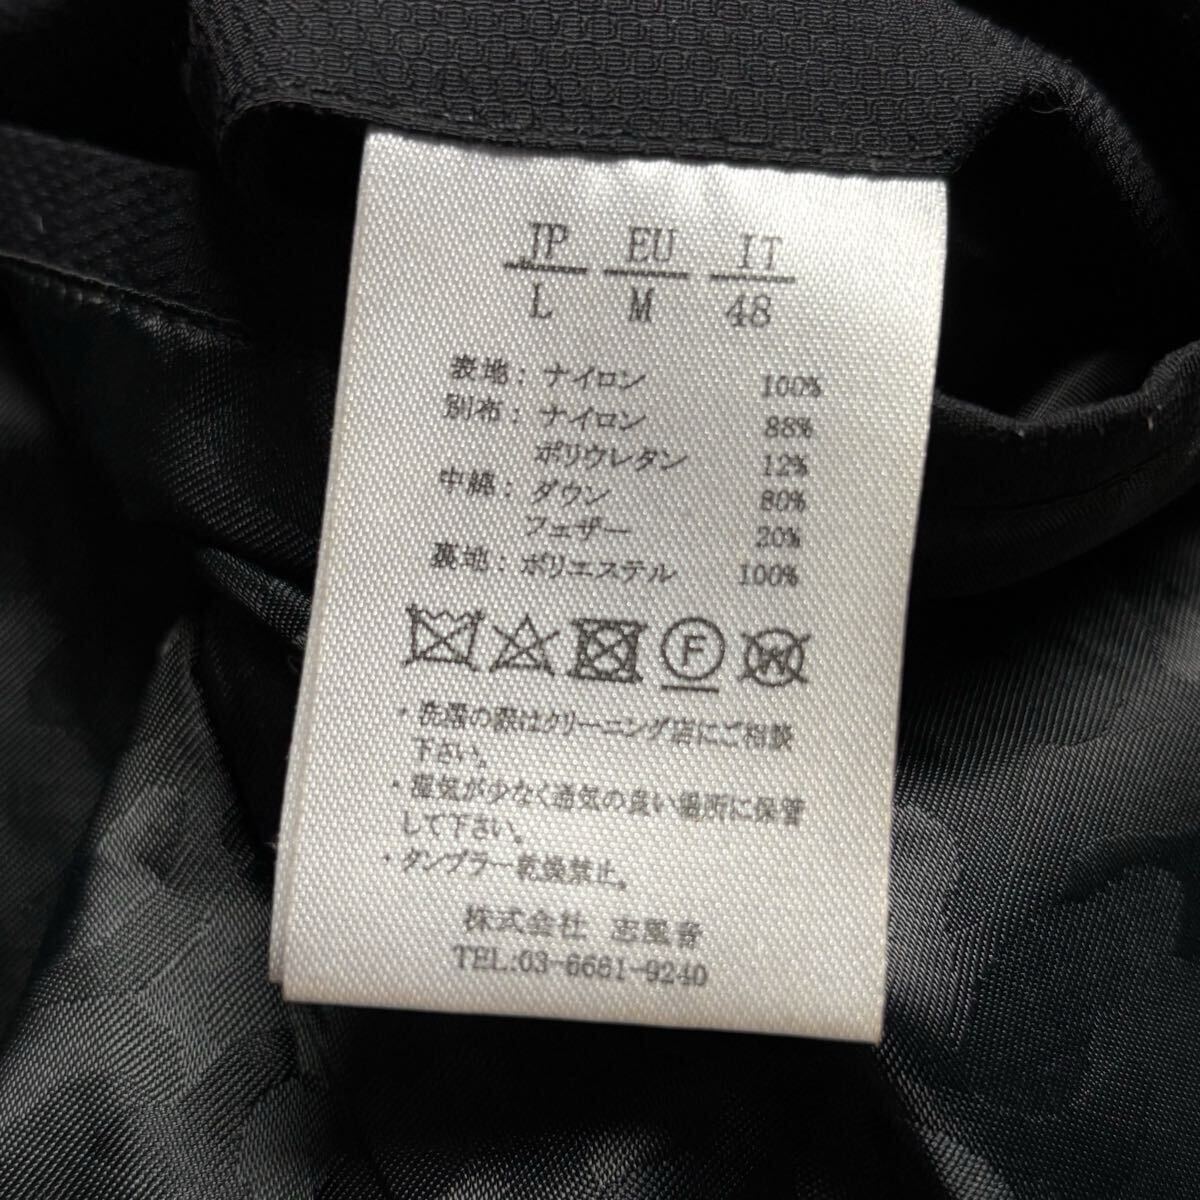 JP EU IT
L M 48
表地：ナイロン 100%
別布：ナイロン 88%
ポリウレタン 12%
中綿：ダウン 80%
フェザー 20%
裏地：ポリエステル 100%
F W
・洗濯の際はクリーニング店にご相談
下さい。
・湿気が少なく通気の良い場所に保管
して下さい。
・タンブラー乾燥禁止。
株式会社 志風音
TEL:03-6661-9240